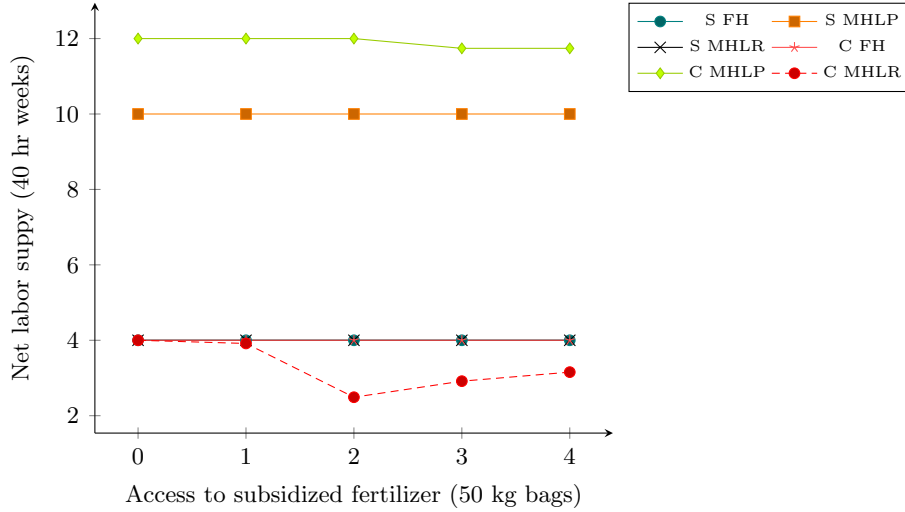 S FH
S MHLP
S MHLR
C FH
C MHLP
C MHLR
12
10
8
6
4
2
Net labor suppy (40 hr weeks)
0 1 2 3 4
Access to subsidized fertilizer (50 kg bags)